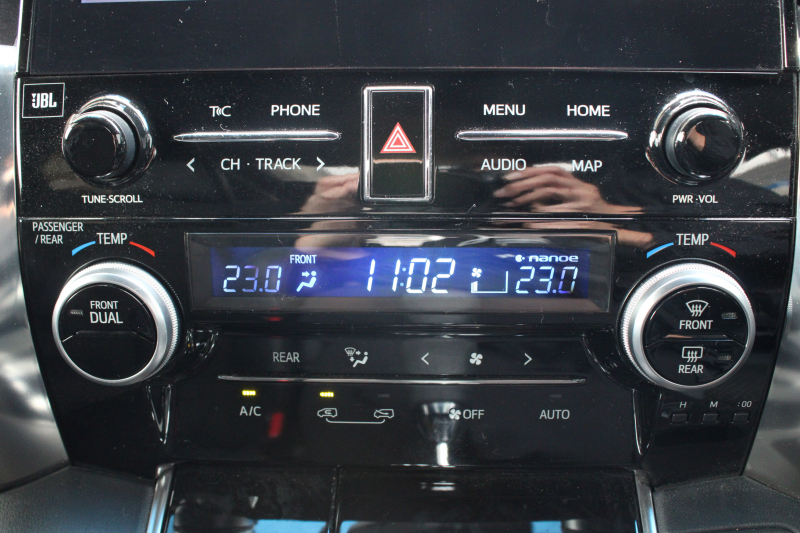 JBL
T(C PHONE
MENU HOME
CH · TRACK
AUDIO MAP
TUNE·SCROLL
PWR·VOL
PASSENGER
/REAR
TEMP
TEMP
FRONT
nanoe
23.0
11:02
23.0
FRONT
DUAL
FRONT
REAR
REAR
A/C
OFF
AUTO
H M :00